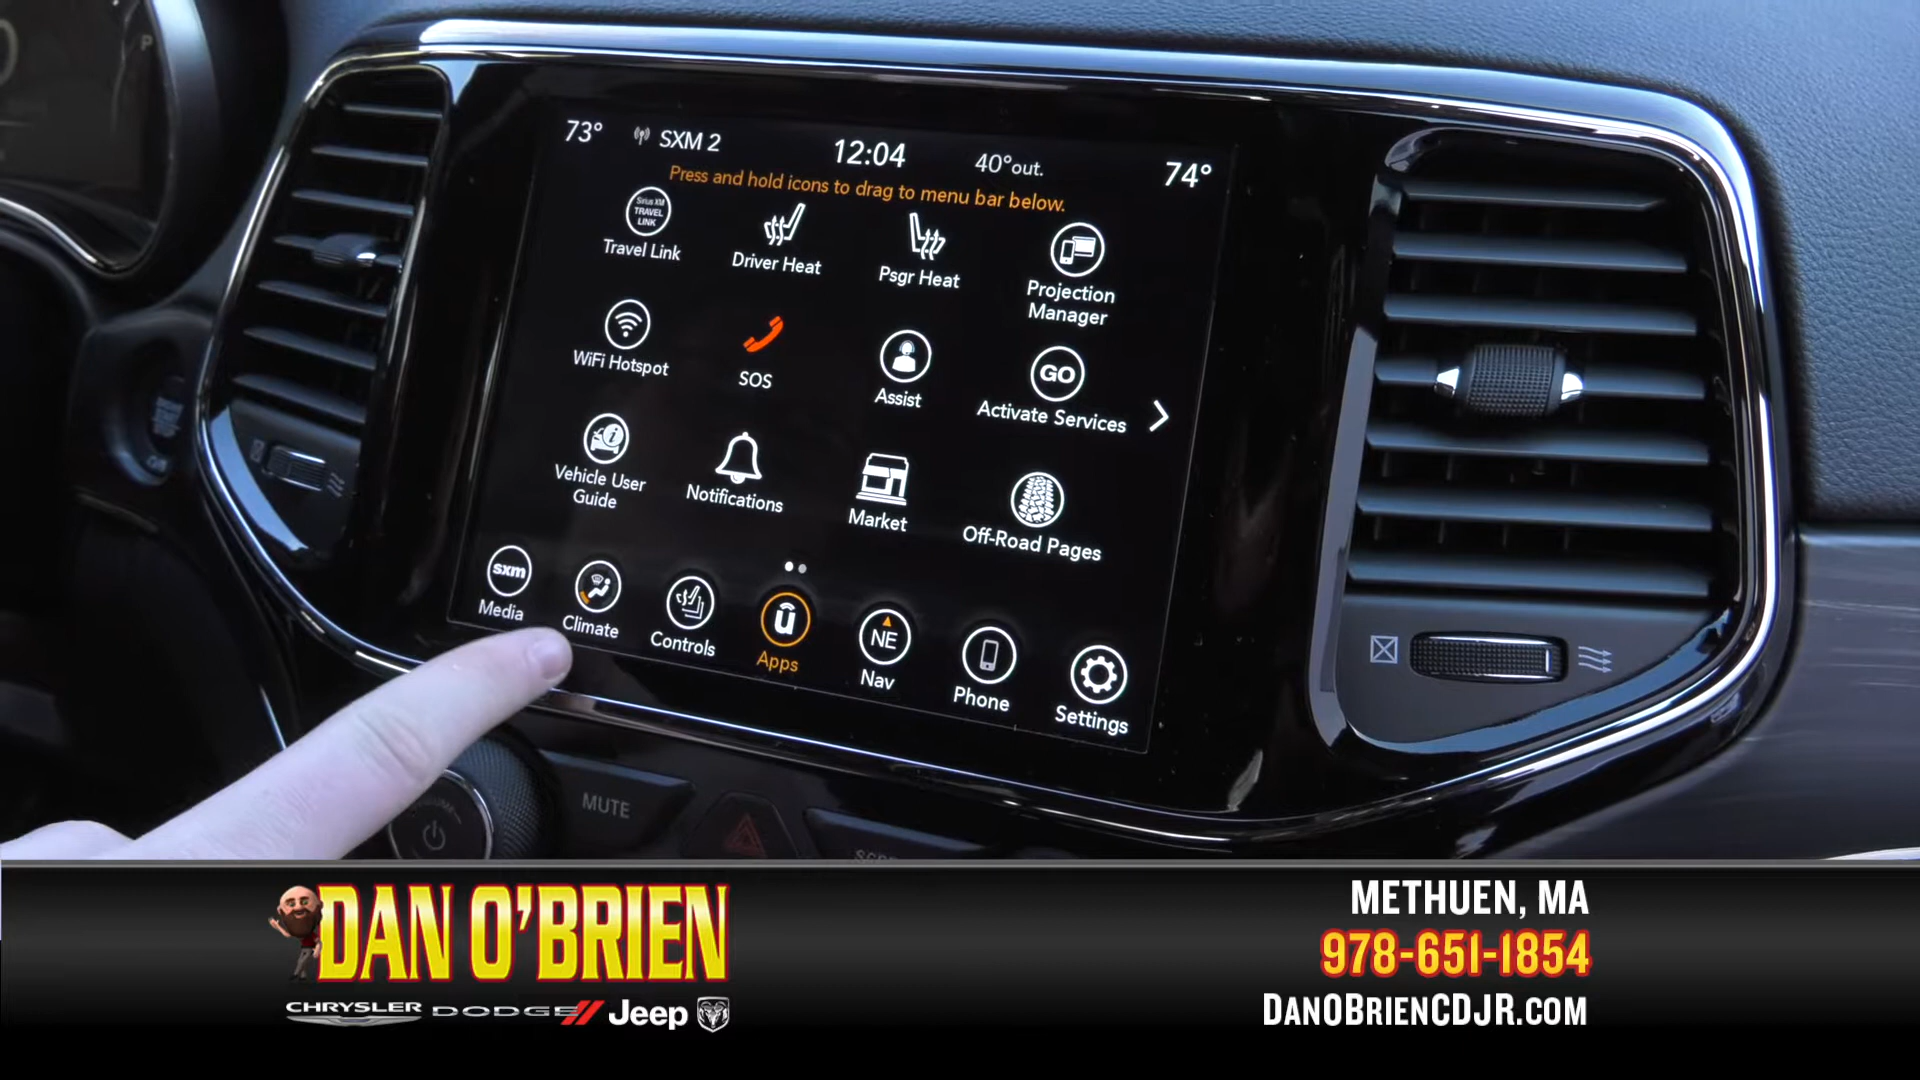 P
73° SXM 2 12:04 40°out. 74°
Press and hold icons to drag to menu bar below.
Sirius XM
TRAVEL
LINK
Travel Link
Driver Heat
Psgr Heat
Projection
Manager
WiFi Hotspot
SOS
Assist
GO
Activate Services
Vehicle User
Guide
Notifications
Market
Off-Road Pages
sxm
Media
Climate
Controls
ū
Apps
NE
Nav
Phone
Settings
MUTE
DAN O'BRIEN
CHRYSLER DODGE Jeep
METHUEN, MA
978-651-1854
DANOBRIENCDJR.COM